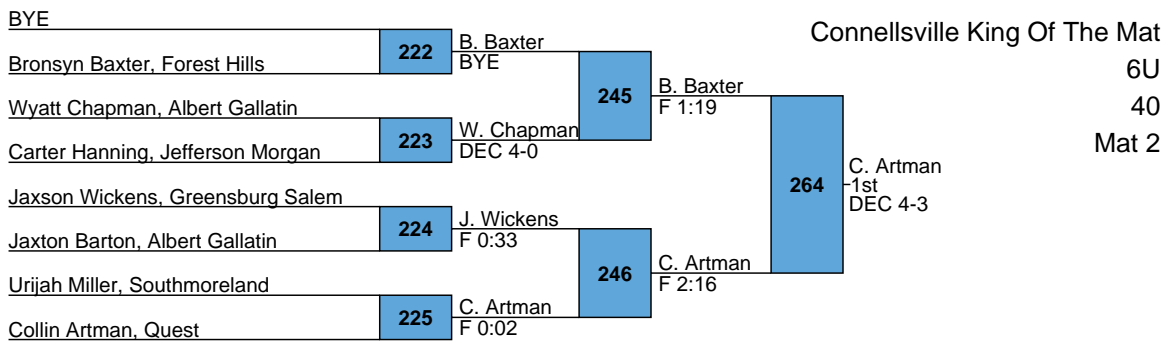 BYE
Bronsyn Baxter, Forest Hills
Wyatt Chapman, Albert Gallatin
Carter Hanning, Jefferson Morgan
Jaxson Wickens, Greensburg Salem
Jaxton Barton, Albert Gallatin
Urijah Miller, Southmoreland
Collin Artman, Quest
222
223
224
225
B. Baxter
BYE
W. Chapman
DEC 4-0
J. Wickens
F 0:33
C. Artman
F 0:02
245
246
B. Baxter
F 1:19
C. Artman
F 2:16
264
C. Artman
1st
DEC 4-3
Connellsville King Of The Mat
6U
40
Mat 2